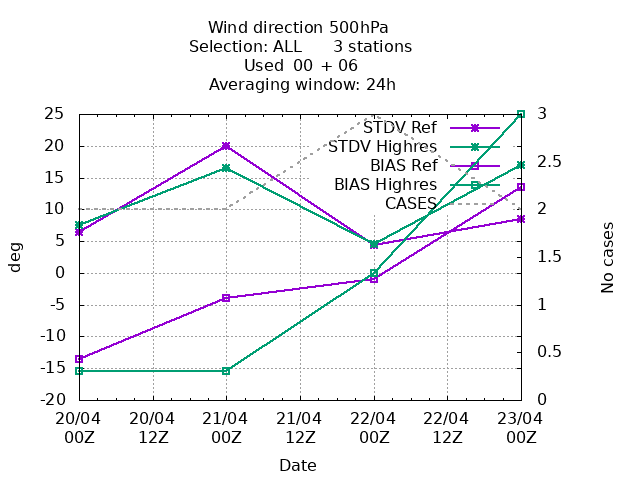 Wind direction 500hPa
Selection: ALL 3 stations
Used 00 + 06
Averaging window: 24h
25 3
20 2.5
15 2
10 1.5
5 1
0 0.5
-5 0
-10
-15
-20
deg
No cases
STDV Ref
STDV Highres
BIAS Ref
BIAS Highres
CASES
20/04 20/04 21/04 21/04 22/04 22/04 23/04
00Z 12Z 00Z 12Z 00Z 12Z 00Z
Date